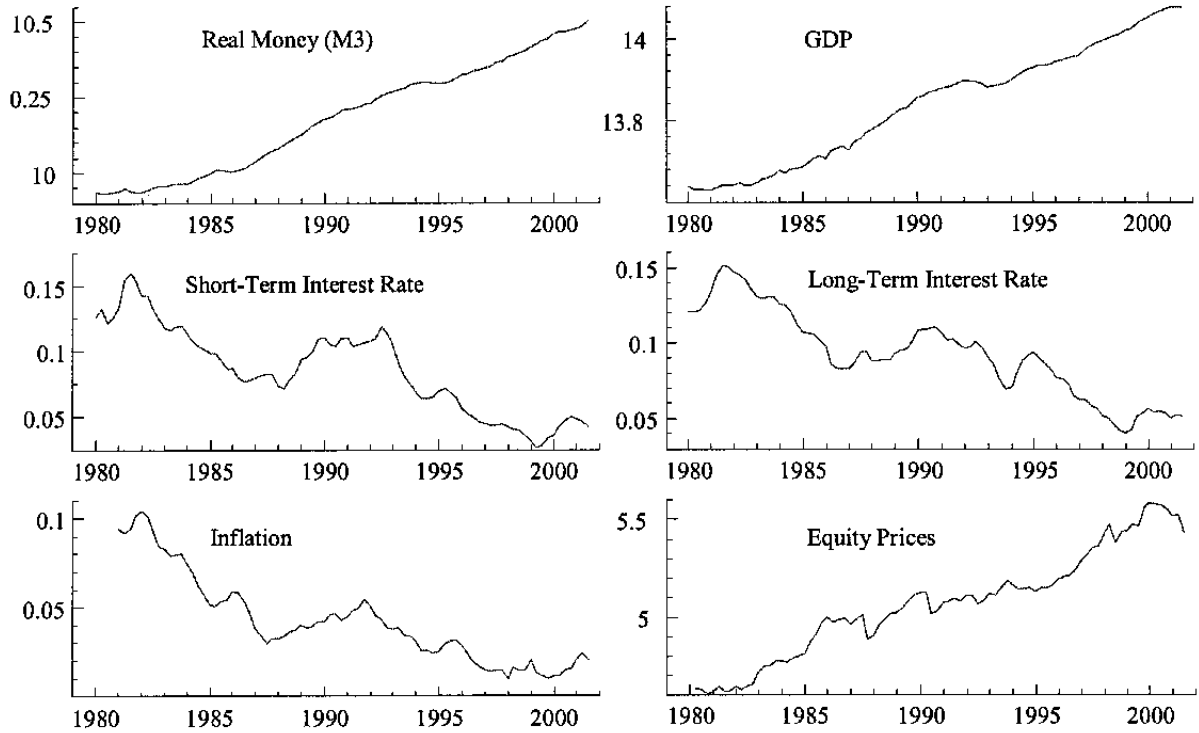 10.5
Real Money (M3)
0.25
10
1980 1985 1990 1995 2000
14
GDP
13.8
1980 1985 1990 1995 2000
0.15
Short-Term Interest Rate
0.1
0.05
1980 1985 1990 1995 2000
0.15
Long-Term Interest Rate
0.1
0.05
1980 1985 1990 1995 2000
0.1
Inflation
0.05
1980 1985 1990 1995 2000
5.5
Equity Prices
5
1980 1985 1990 1995 2000